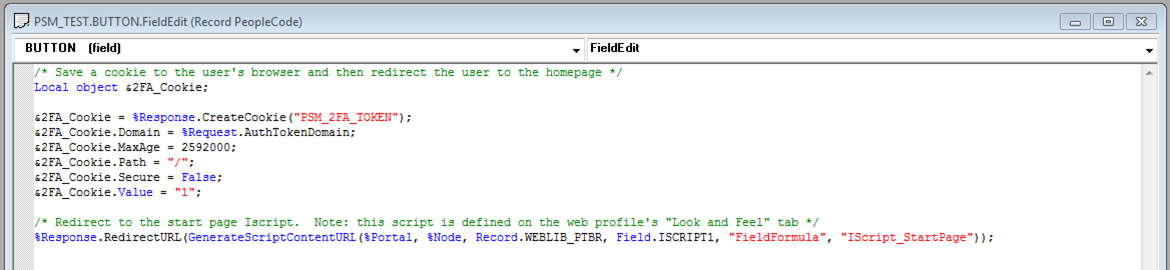 PSM_TEST.BUTTON.FieldEdit (Record PeopleCode)
BUTTON (field) FieldEdit
/* Save a cookie to the user's browser and then redirect the user to the homepage */
Local object &2FA_Cookie;
&2FA_Cookie = %Response.CreateCookie("PSM_2FA_TOKEN");
&2FA_Cookie.Domain = %Request.AuthTokenDomain;
&2FA_Cookie.MaxAge = 2592000;
&2FA_Cookie.Path = "/";
&2FA_Cookie.Secure = False;
&2FA_Cookie.Value = "1";
/* Redirect to the start page Iscript.  Note: this script is defined on the web profile's "Look and Feel" tab */
%Response.RedirectURL(GenerateScriptContentURL(%Portal, %Node, Record.WEBLIB_PTBR, Field.ISCRIPT1, "FieldFormula", "IScript_StartPage"));